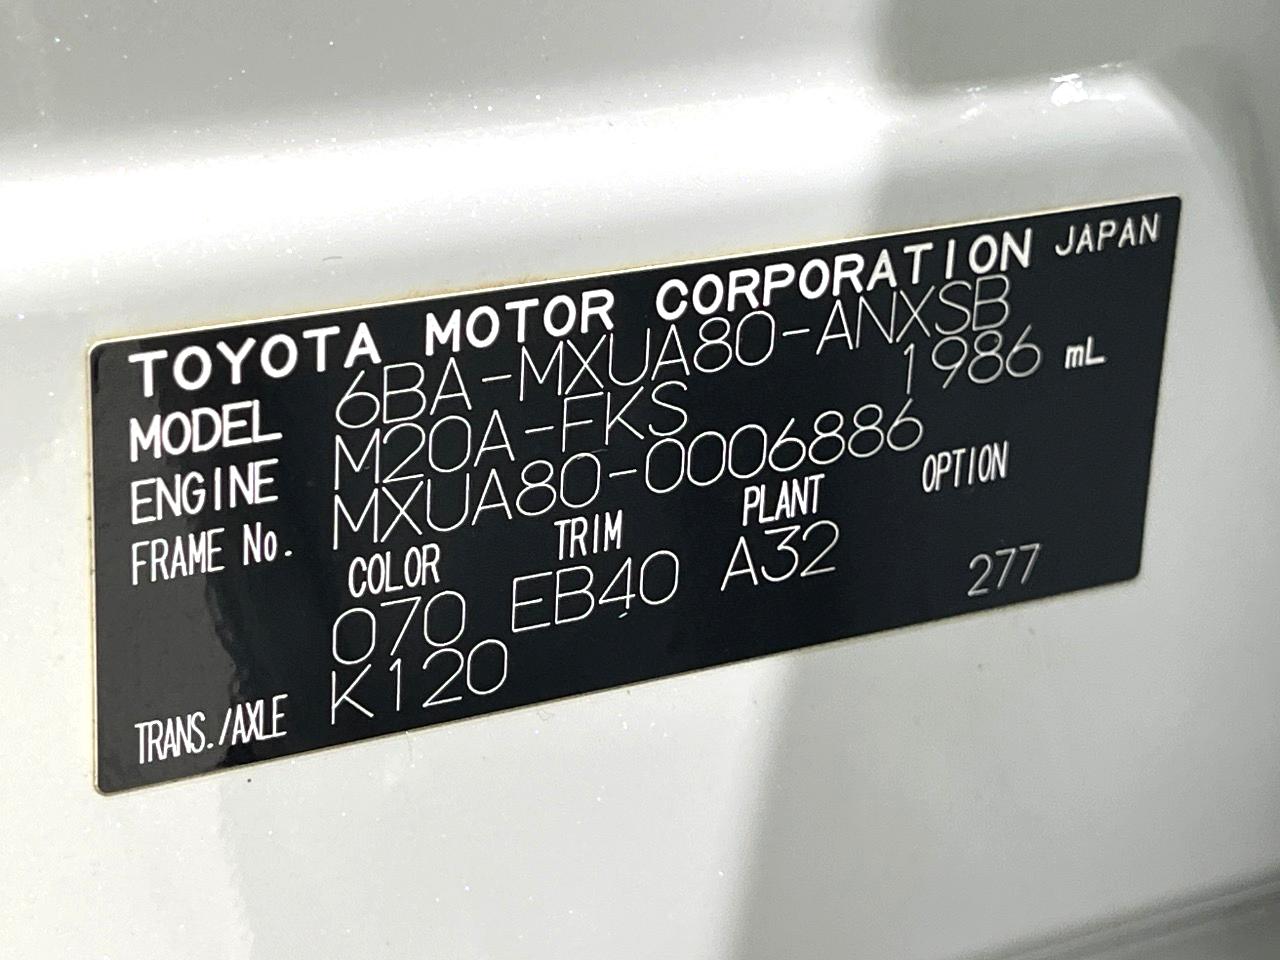 TOYOTA MOTOR CORPORATION JAPAN
MODEL 6BA-MXUA80-ANXSB
ENGINE M20A-FKS 1986 mL
FRAME No. MXUA80-0006886
COLOR TRIM PLANT OPTION
070 EB40 A32 277
TRANS./AXLE K120